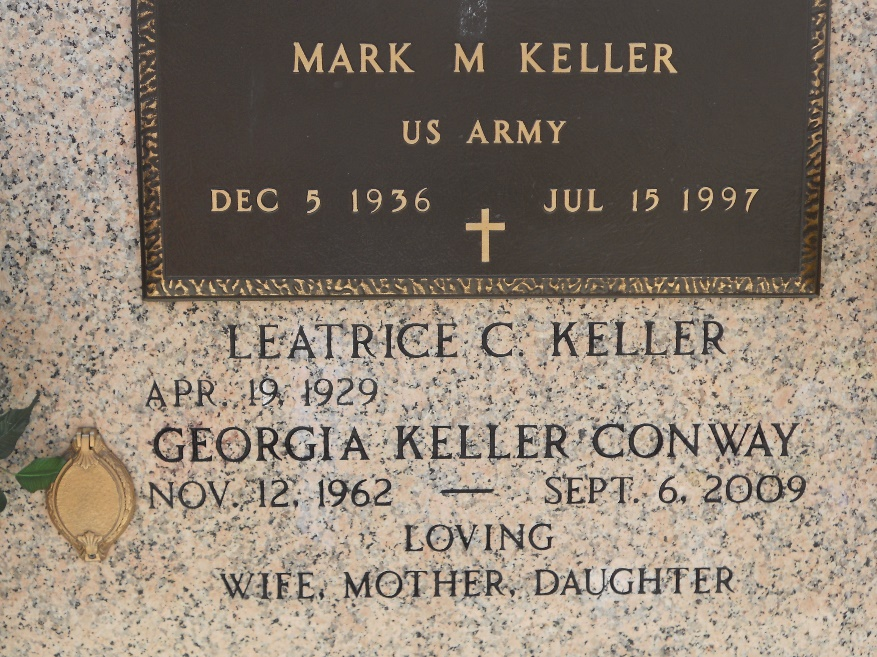 MARK M KELLER
US ARMY
DEC 5 1936 JUL 15 1997
LEATRICE C. KELLER
APR. 19, 1929
GEORGIA KELLER CONWAY
NOV. 12, 1962 — SEPT. 6, 2009
LOVING
WIFE, MOTHER, DAUGHTER